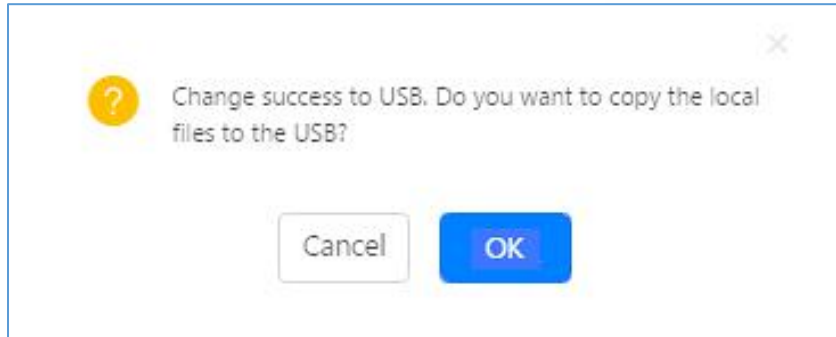 Change success to USB. Do you want to copy the local
files to the USB?
Cancel
OK